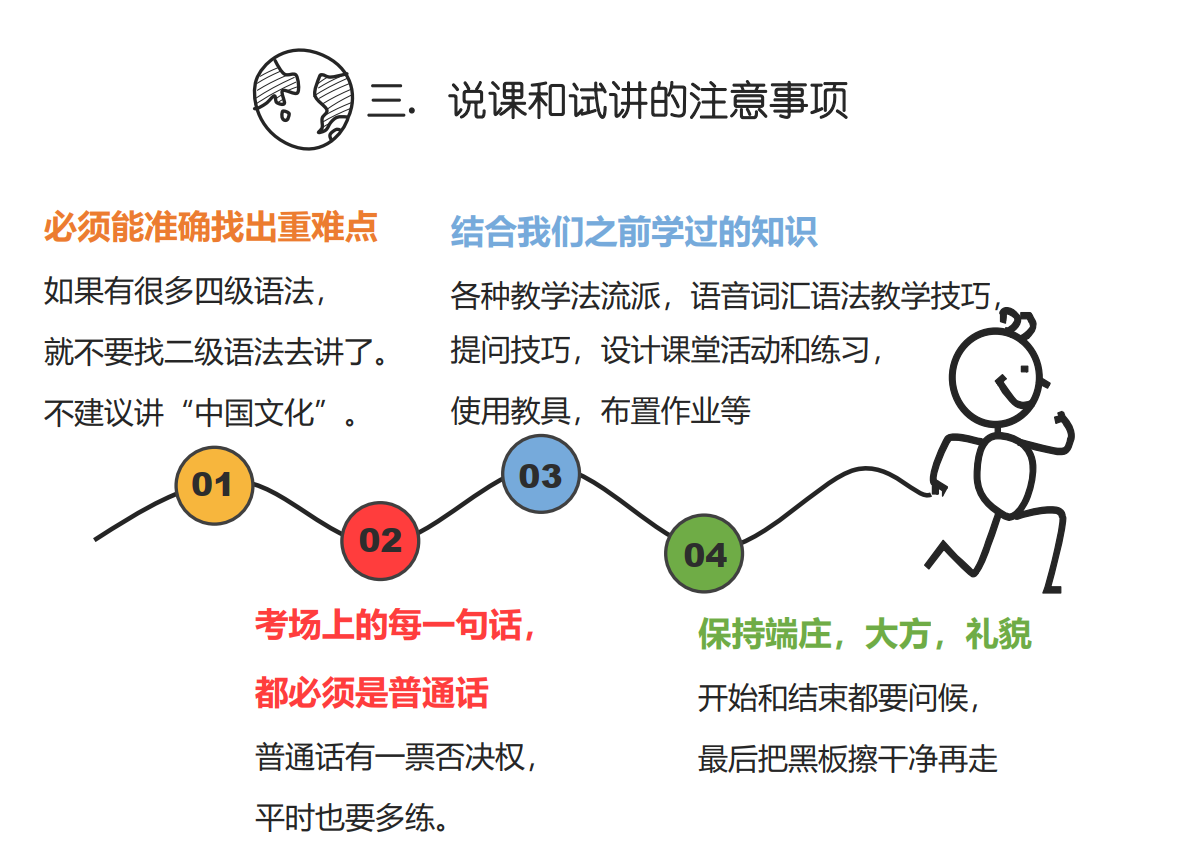 三. 说课和试讲的注意事项
必须能准确找出重难点
如果有很多四级语法，
就不要找二级语法去讲了。
不建议讲“中国文化”。
01
考场上的每一句话，
都必须是普通话
普通话有一票否决权，
平时也要多练。
02
结合我们之前学过的知识
各种教学法流派，语音词汇语法教学技巧，
提问技巧，设计课堂活动和练习，
使用教具，布置作业等
03
保持端庄，大方，礼貌
开始和结束都要问候，
最后把黑板擦干净再走
04